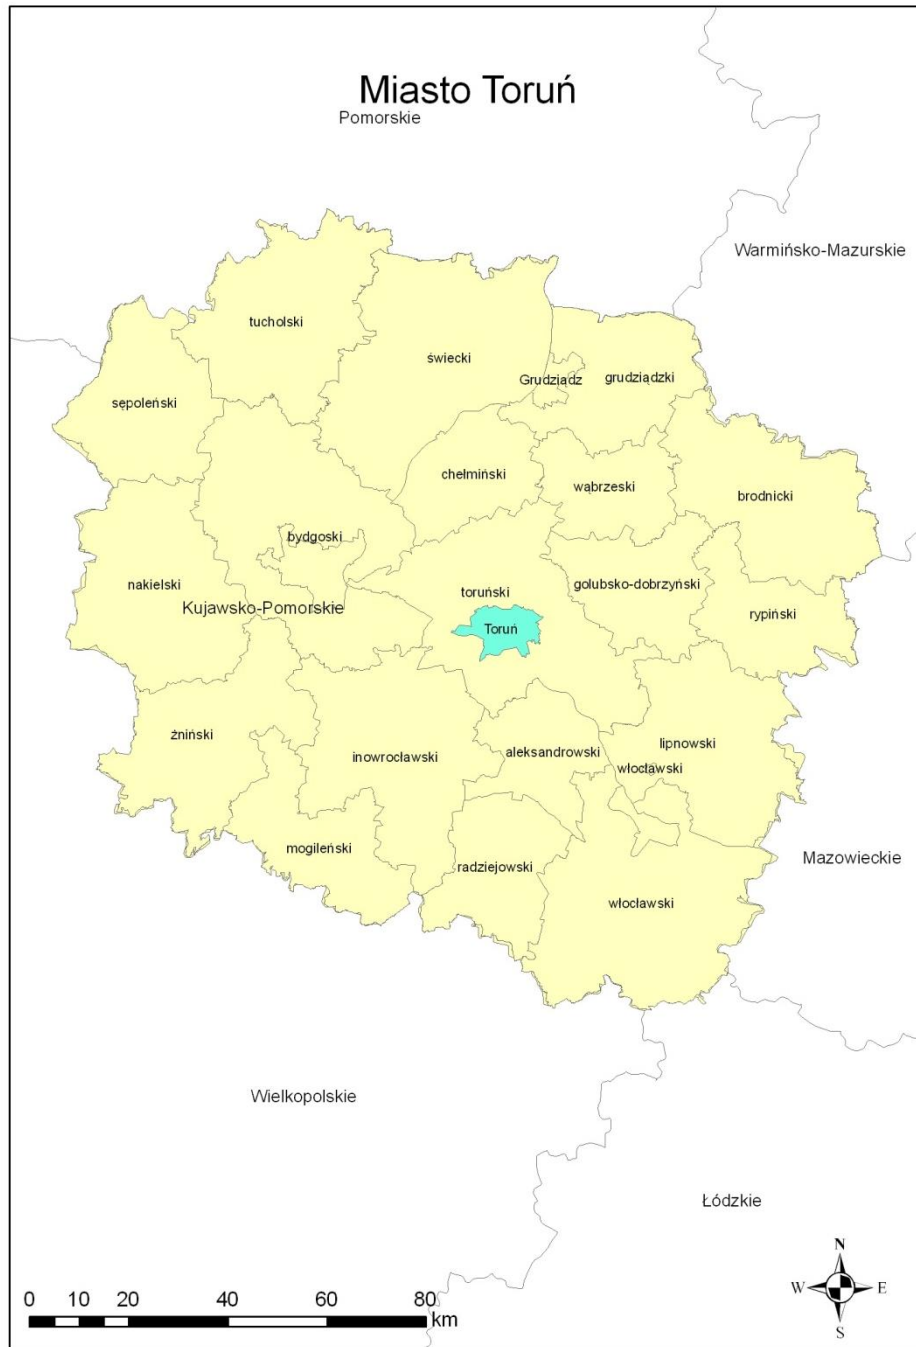 Miasto Toruń
Pomorskie
Warmińsko-Mazurskie
tucholski
świecki
Grudziądz
grudziądzki
sępoleński
chełmiński
wąbrzeski
brodnicki
bydgoski
nakielski
toruński
golubsko-dobrzyński
Kujawsko-Pomorskie
rypiński
Toruń
żniński
inowrocławski
aleksandrowski
lipnowski
włocławski
mogileński
radziejowski
Mazowieckie
włocławski
Wielkopolskie
Łódzkie
N
W E
S
0 10 20 40 60 80
km